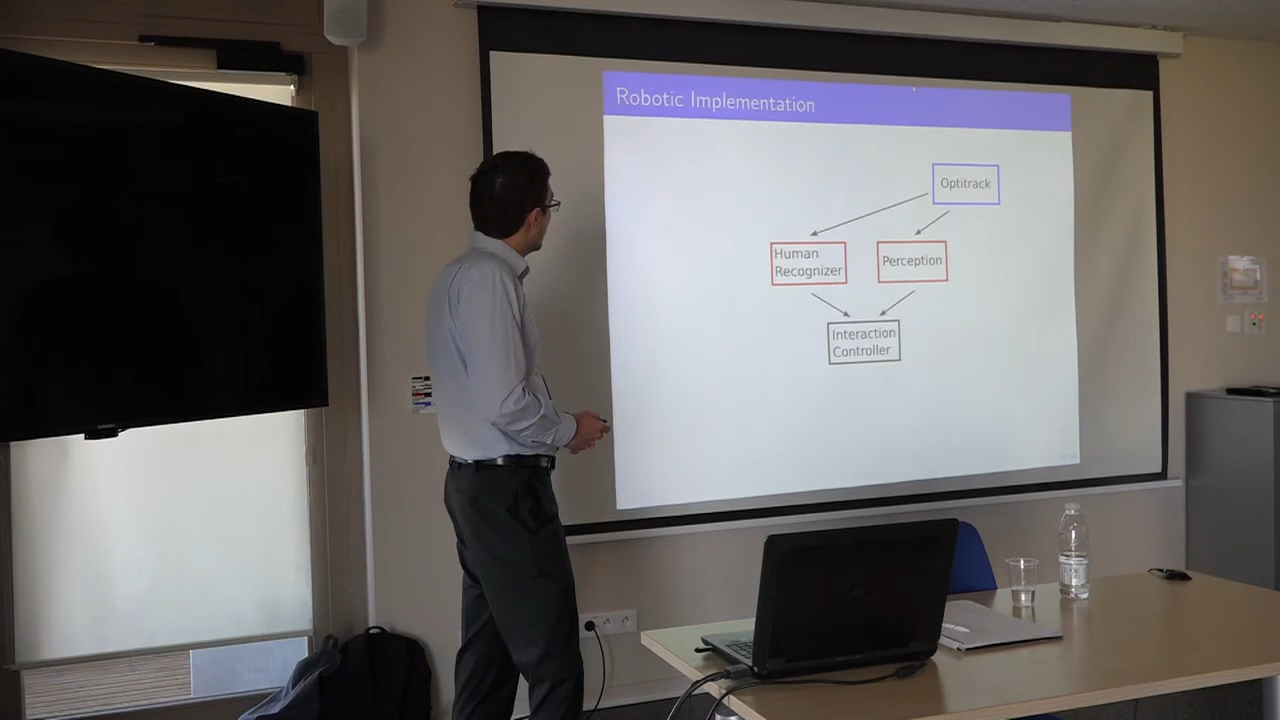 Robotic Implementation
Optitrack
Human
Recognizer
Perception
Interaction
Controller